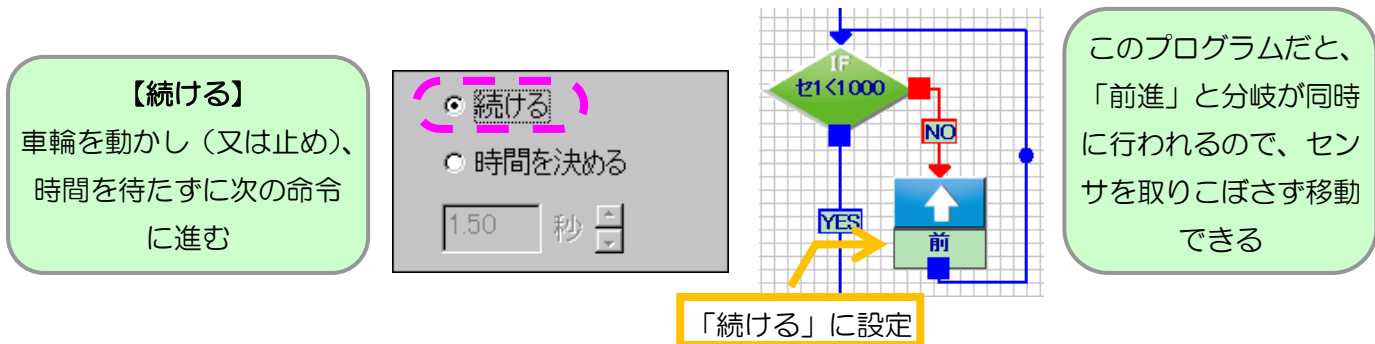 【続ける】
車輪を動かし（又は止め）、
時間を待たずに次の命令
に進む
続ける
時間を決める
1.50 秒
IF
セ1<1000
NO
YES
前
「続ける」に設定
このプログラムだと、
「前進」と分岐が同時
に行われるので、セン
サを取りこぼさず移動
できる